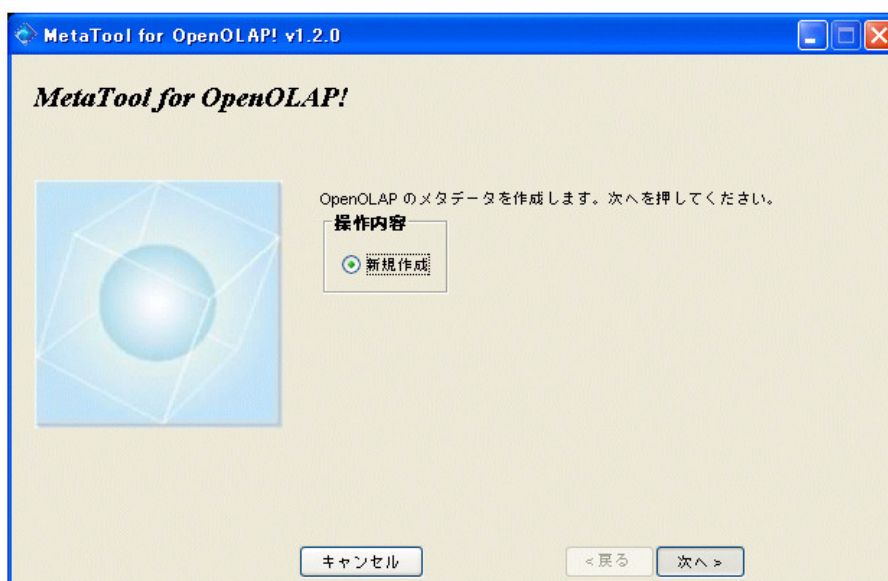 MetaTool for OpenOLAP! v1.2.0
MetaTool for OpenOLAP!
OpenOLAP のメタデータを作成します。次へを押してください。
操作内容
新規作成
キャンセル
<戻る
次へ>